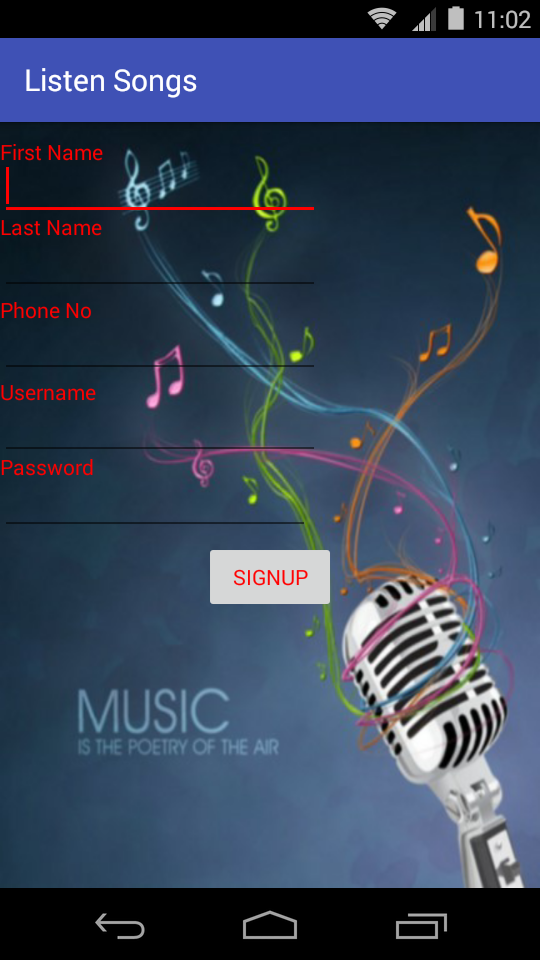 11:02
Listen Songs
First Name
Last Name
Phone No
Username
Password
SIGNUP
MUSIC
IS THE POETRY OF THE AIR